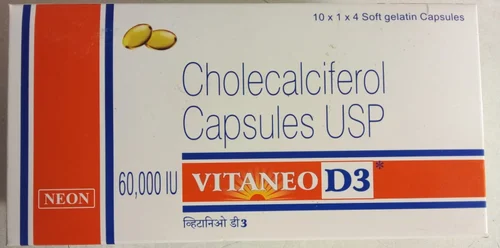 10 x 1 x 4 Soft gelatin Capsules
Cholecalciferol
Capsules USP
NEON
60,000 IU VITANEO D3*
व्हिटानिओ डी3